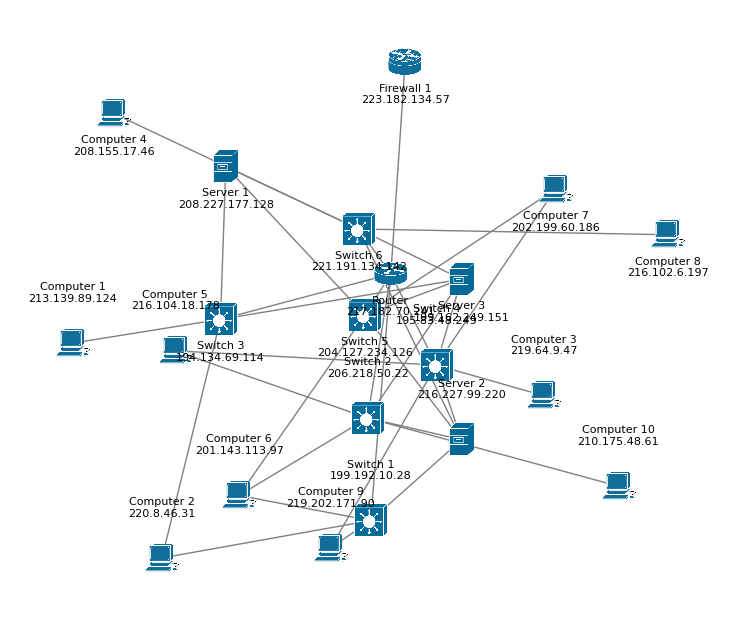 Firewall 1
223.182.134.57
Computer 4
208.155.17.46
Server 1
208.227.177.128
Computer 7
202.199.60.186
Switch 6
221.191.134.142
Computer 8
216.102.6.197
Computer 1
213.139.89.124
Computer 5
216.104.18.178
Router
Server 3
Switch 4
195.83.48.249
Switch 5
204.127.234.126
Switch 3
194.134.69.114
Computer 3
219.64.9.47
Switch 2
206.218.50.22
Server 2
216.227.99.220
Computer 10
210.175.48.61
Computer 6
201.143.113.97
Switch 1
199.192.10.28
Computer 9
219.202.171.90
Computer 2
220.8.46.31